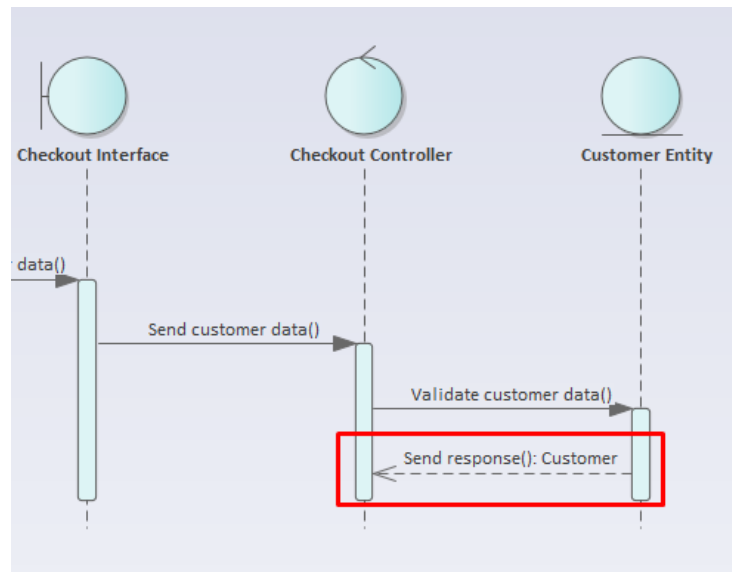 Checkout Interface
Checkout Controller
Customer Entity
data()
Send customer data()
Validate customer data()
Send response(): Customer